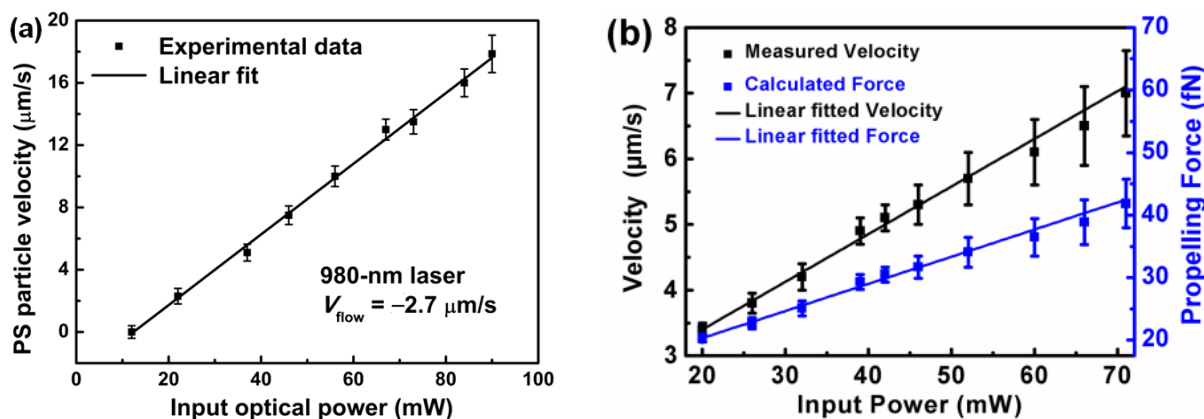 (a)
20
16
12
8
4
0
PS particle velocity (μm/s)
Experimental data
Linear fit
980-nm laser
Vflow = −2.7 μm/s
0 20 40 60 80 100
Input optical power (mW)
(b)
8
7
6
5
4
3
Velocity (μm/s)
Measured Velocity
Calculated Force
Linear fitted Velocity
Linear fitted Force
70
60
50
40
30
20
Propelling Force (fN)
20 30 40 50 60 70
Input Power (mW)